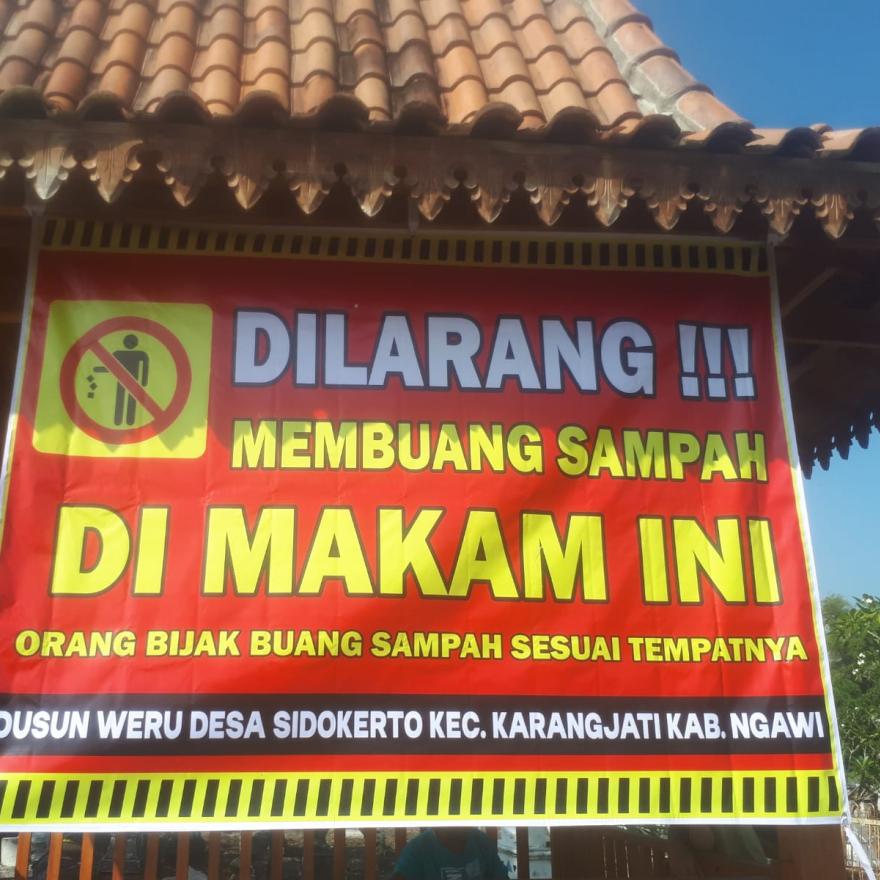 DILARANG !!!
MEMBUANG SAMPAH
DI MAKAM INI
ORANG BIJAK BUANG SAMPAH SESUAI TEMPATNYA
DUSUN WERU DESA SIDOKERTO KEC. KARANGJATI KAB. NGAWI